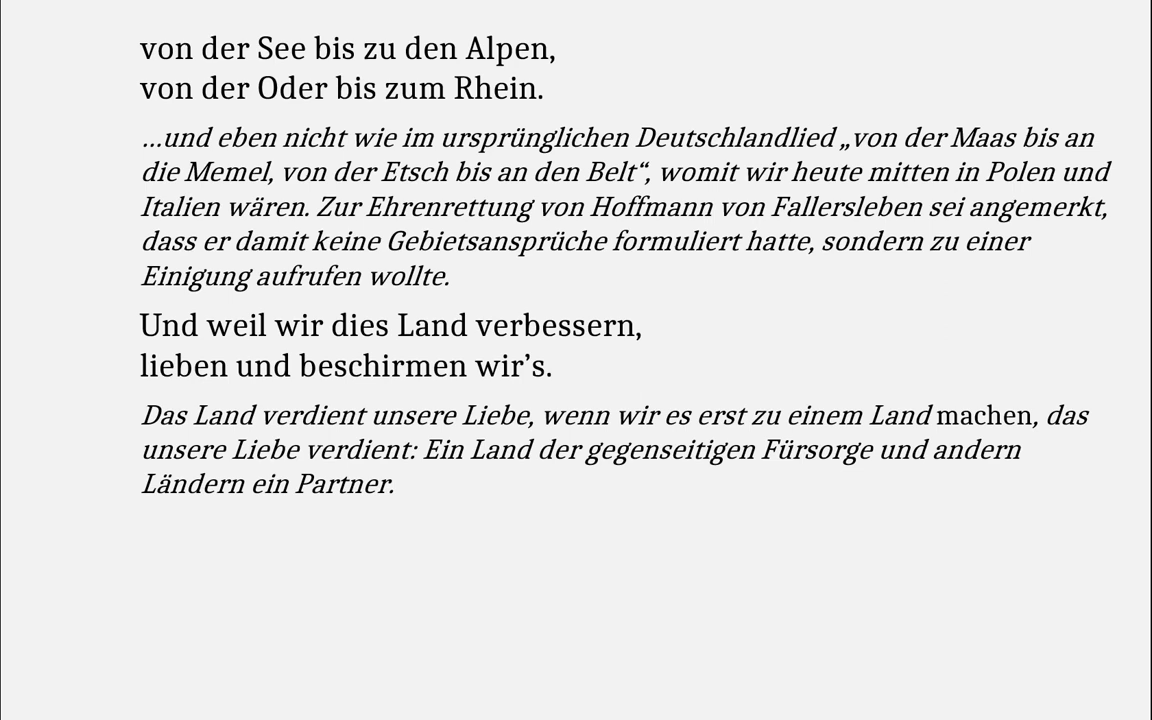 von der See bis zu den Alpen,
von der Oder bis zum Rhein.
…und eben nicht wie im ursprünglichen Deutschlandlied „von der Maas bis an
die Memel, von der Etsch bis an den Belt“, womit wir heute mitten in Polen und
Italien wären. Zur Ehrenrettung von Hoffmann von Fallersleben sei angemerkt,
dass er damit keine Gebietsansprüche formuliert hatte, sondern zu einer
Einigung aufrufen wollte.
Und weil wir dies Land verbessern,
lieben und beschirmen wir’s.
Das Land verdient unsere Liebe, wenn wir es erst zu einem Land machen, das
unsere Liebe verdient: Ein Land der gegenseitigen Fürsorge und andern
Ländern ein Partner.